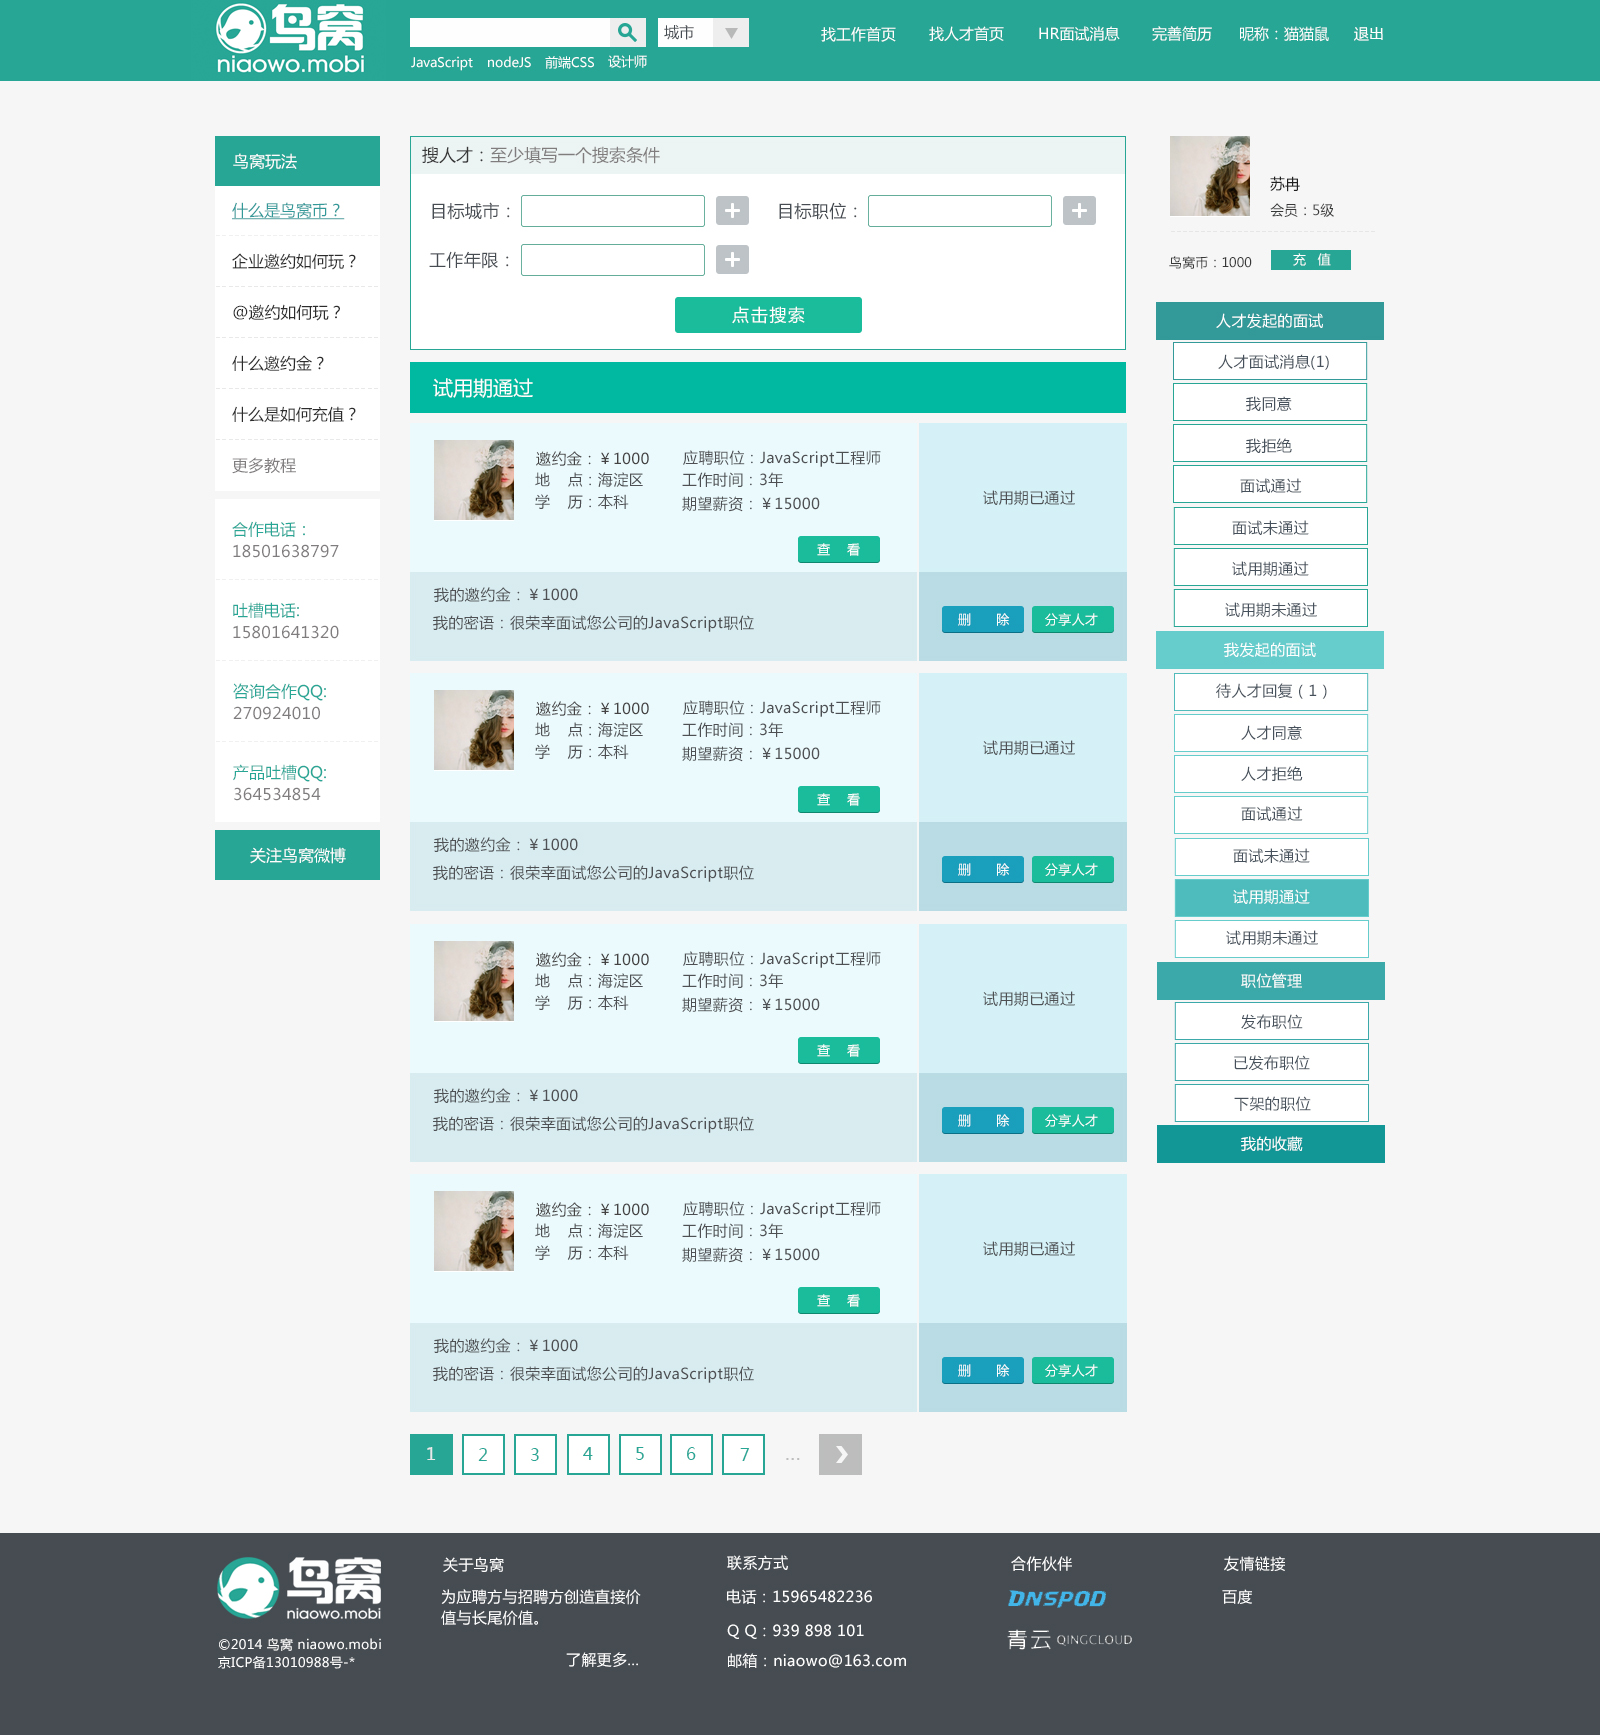 鸟窝
niaowo.mobi
城市
JavaScript nodeJS 前端CSS 设计师
找工作首页 找人才首页 HR面试消息 完善简历 昵称：猫猫鼠 退出
鸟窝玩法
什么是鸟窝币？
企业邀约如何玩？
@邀约如何玩？
什么邀约金？
什么是如何充值？
更多教程
合作电话：
18501638797
吐槽电话:
15801641320
咨询合作QQ:
270924010
产品吐槽QQ:
364534854
关注鸟窝微博
搜人才：至少填写一个搜索条件
目标城市： 目标职位：
工作年限：
点击搜索
试用期通过
邀约金：￥1000 应聘职位：JavaScript工程师
地 点：海淀区 工作时间：3年
学 历：本科 期望薪资：￥15000
试用期已通过
查 看
我的邀约金：￥1000
我的密语：很荣幸面试您公司的JavaScript职位
删 除 分享人才
邀约金：￥1000 应聘职位：JavaScript工程师
地 点：海淀区 工作时间：3年
学 历：本科 期望薪资：￥15000
试用期已通过
查 看
我的邀约金：￥1000
我的密语：很荣幸面试您公司的JavaScript职位
删 除 分享人才
邀约金：￥1000 应聘职位：JavaScript工程师
地 点：海淀区 工作时间：3年
学 历：本科 期望薪资：￥15000
试用期已通过
查 看
我的邀约金：￥1000
我的密语：很荣幸面试您公司的JavaScript职位
删 除 分享人才
邀约金：￥1000 应聘职位：JavaScript工程师
地 点：海淀区 工作时间：3年
学 历：本科 期望薪资：￥15000
试用期已通过
查 看
我的邀约金：￥1000
我的密语：很荣幸面试您公司的JavaScript职位
删 除 分享人才
1 2 3 4 5 6 7 ...
苏冉
会员：5级
鸟窝币：1000 充 值
人才发起的面试
人才面试消息(1)
我同意
我拒绝
面试通过
面试未通过
试用期通过
试用期未通过
我发起的面试
待人才回复（1）
人才同意
人才拒绝
面试通过
面试未通过
试用期通过
试用期未通过
职位管理
发布职位
已发布职位
下架的职位
我的收藏
鸟窝
niaowo.mobi
©2014 鸟窝 niaowo.mobi
京ICP备13010988号-*
关于鸟窝
为应聘方与招聘方创造直接价
值与长尾价值。
了解更多...
联系方式
电话：15965482236
Q Q：939 898 101
邮箱：niaowo@163.com
合作伙伴
DNSPOD
青云 QINGCLOUD
友情链接
百度